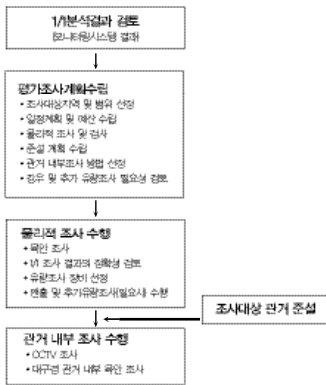 1/1분석결과 검토
(모니터링시스템 결과)
평가조사계획수립
• 조사대상지역 및 범위 선정
• 일정계획 및 예산 수립
• 물리적 조사 및 검사
• 준설 계획 수립
• 관거 내부조사 방법 선정
• 강우 및 추가 유량조사 필요성 검토
물리적 조사 수행
• 육안 조사
• 1/1 조사 결과의 정확성 검토
• 유량조사 장비 선정
• 맨홀 및 추가유량조사(필요시) 수행
조사대상 관거 준설
관거 내부 조사 수행
• CCTV 조사
• 대구경 관거 내부 육안 조사